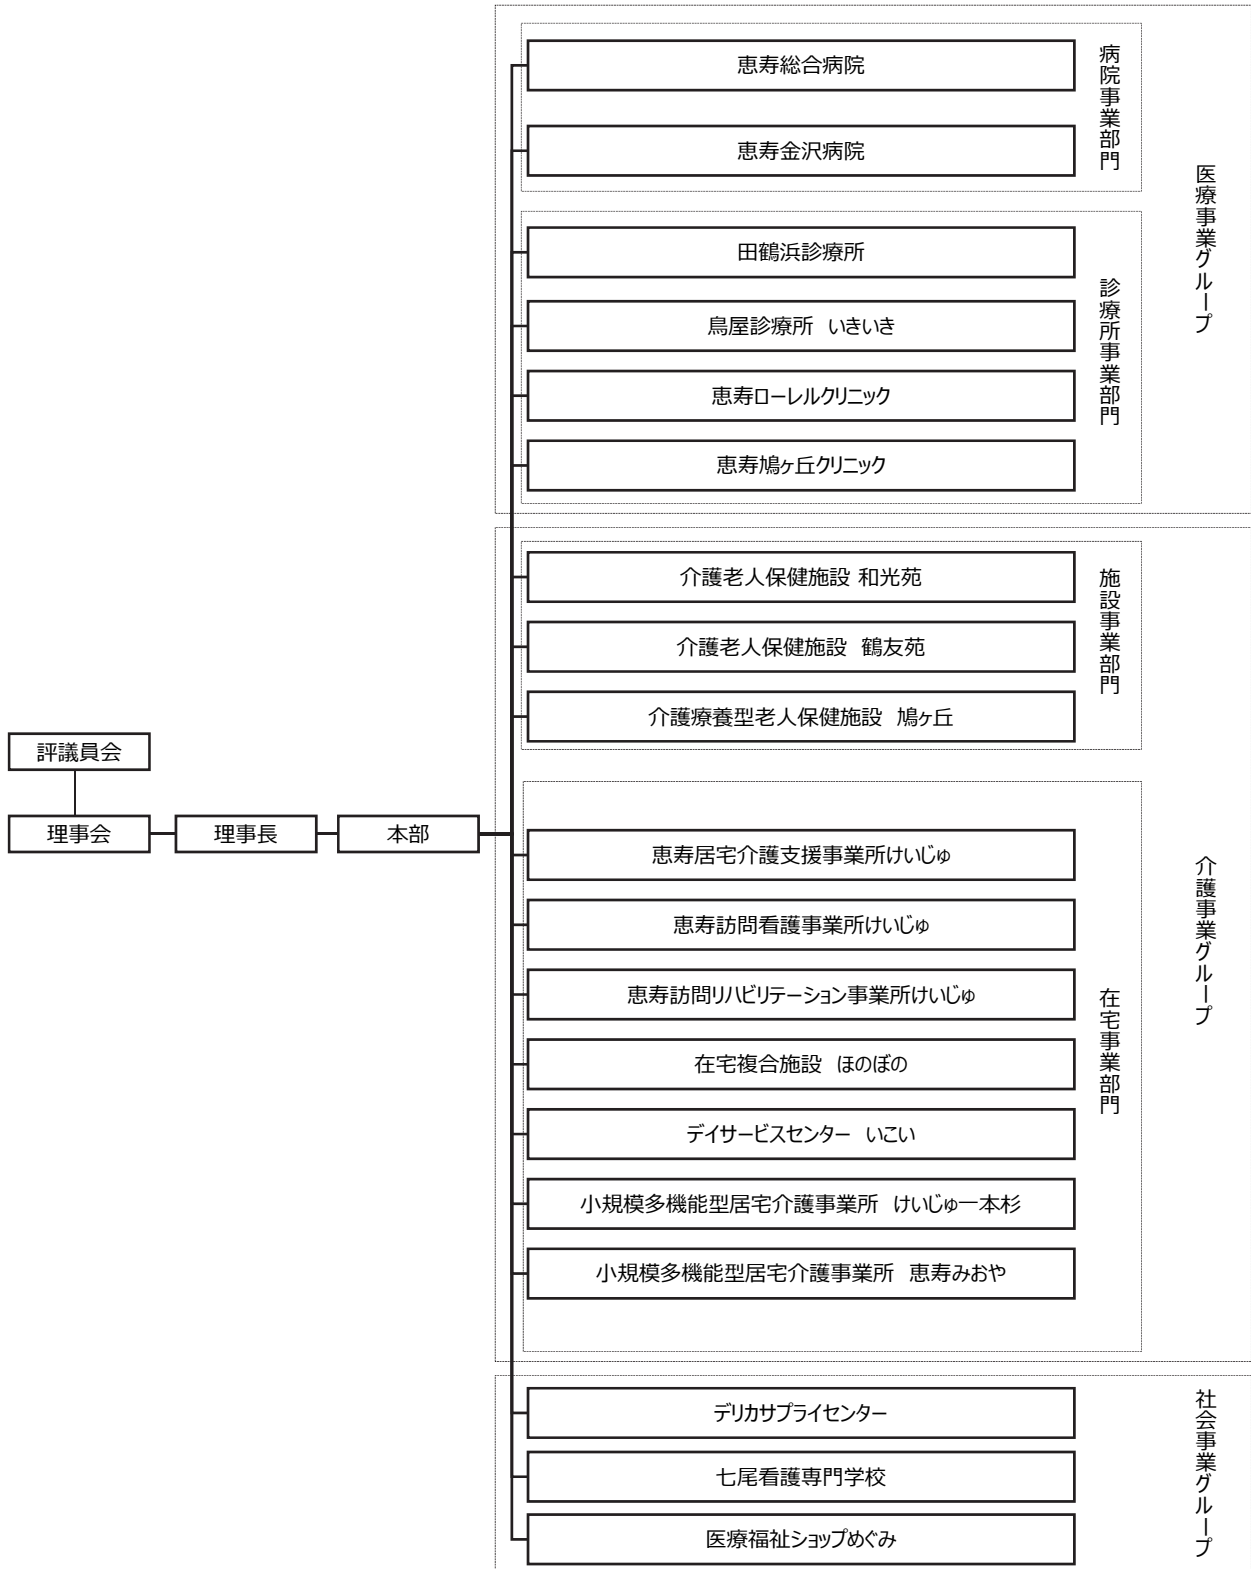 恵寿総合病院
恵寿金沢病院
病院事業部門
田鶴浜診療所
鳥屋診療所　いきいき
恵寿ローレルクリニック
恵寿鳩ヶ丘クリニック
診療所事業部門
医療事業グループ
介護老人保健施設 和光苑
介護老人保健施設　鶴友苑
介護療養型老人保健施設　鳩ヶ丘
施設事業部門
評議員会
理事会
理事長
本部
恵寿居宅介護支援事業所けいじゅ
恵寿訪問看護事業所けいじゅ
恵寿訪問リハビリテーション事業所けいじゅ
在宅複合施設　ほのぼの
デイサービスセンター　いこい
小規模多機能型居宅介護事業所　けいじゅ一本杉
小規模多機能型居宅介護事業所　恵寿みおや
在宅事業部門
介護事業グループ
デリカサプライセンター
七尾看護専門学校
医療福祉ショップめぐみ
社会事業グループ